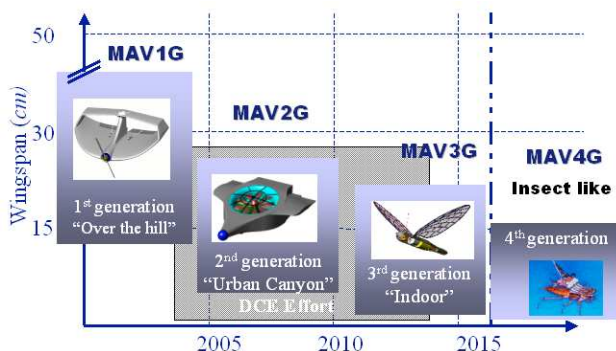 50
MAV1G
MAV2G
30
MAV3G
MAV4G
Insect like
Wingspan (cm)
1st generation
“Over the hill”
15
2nd generation
“Urban Canyon”
DCE Effort
3rd generation
“Indoor”
4th generation
2005
2010
2015